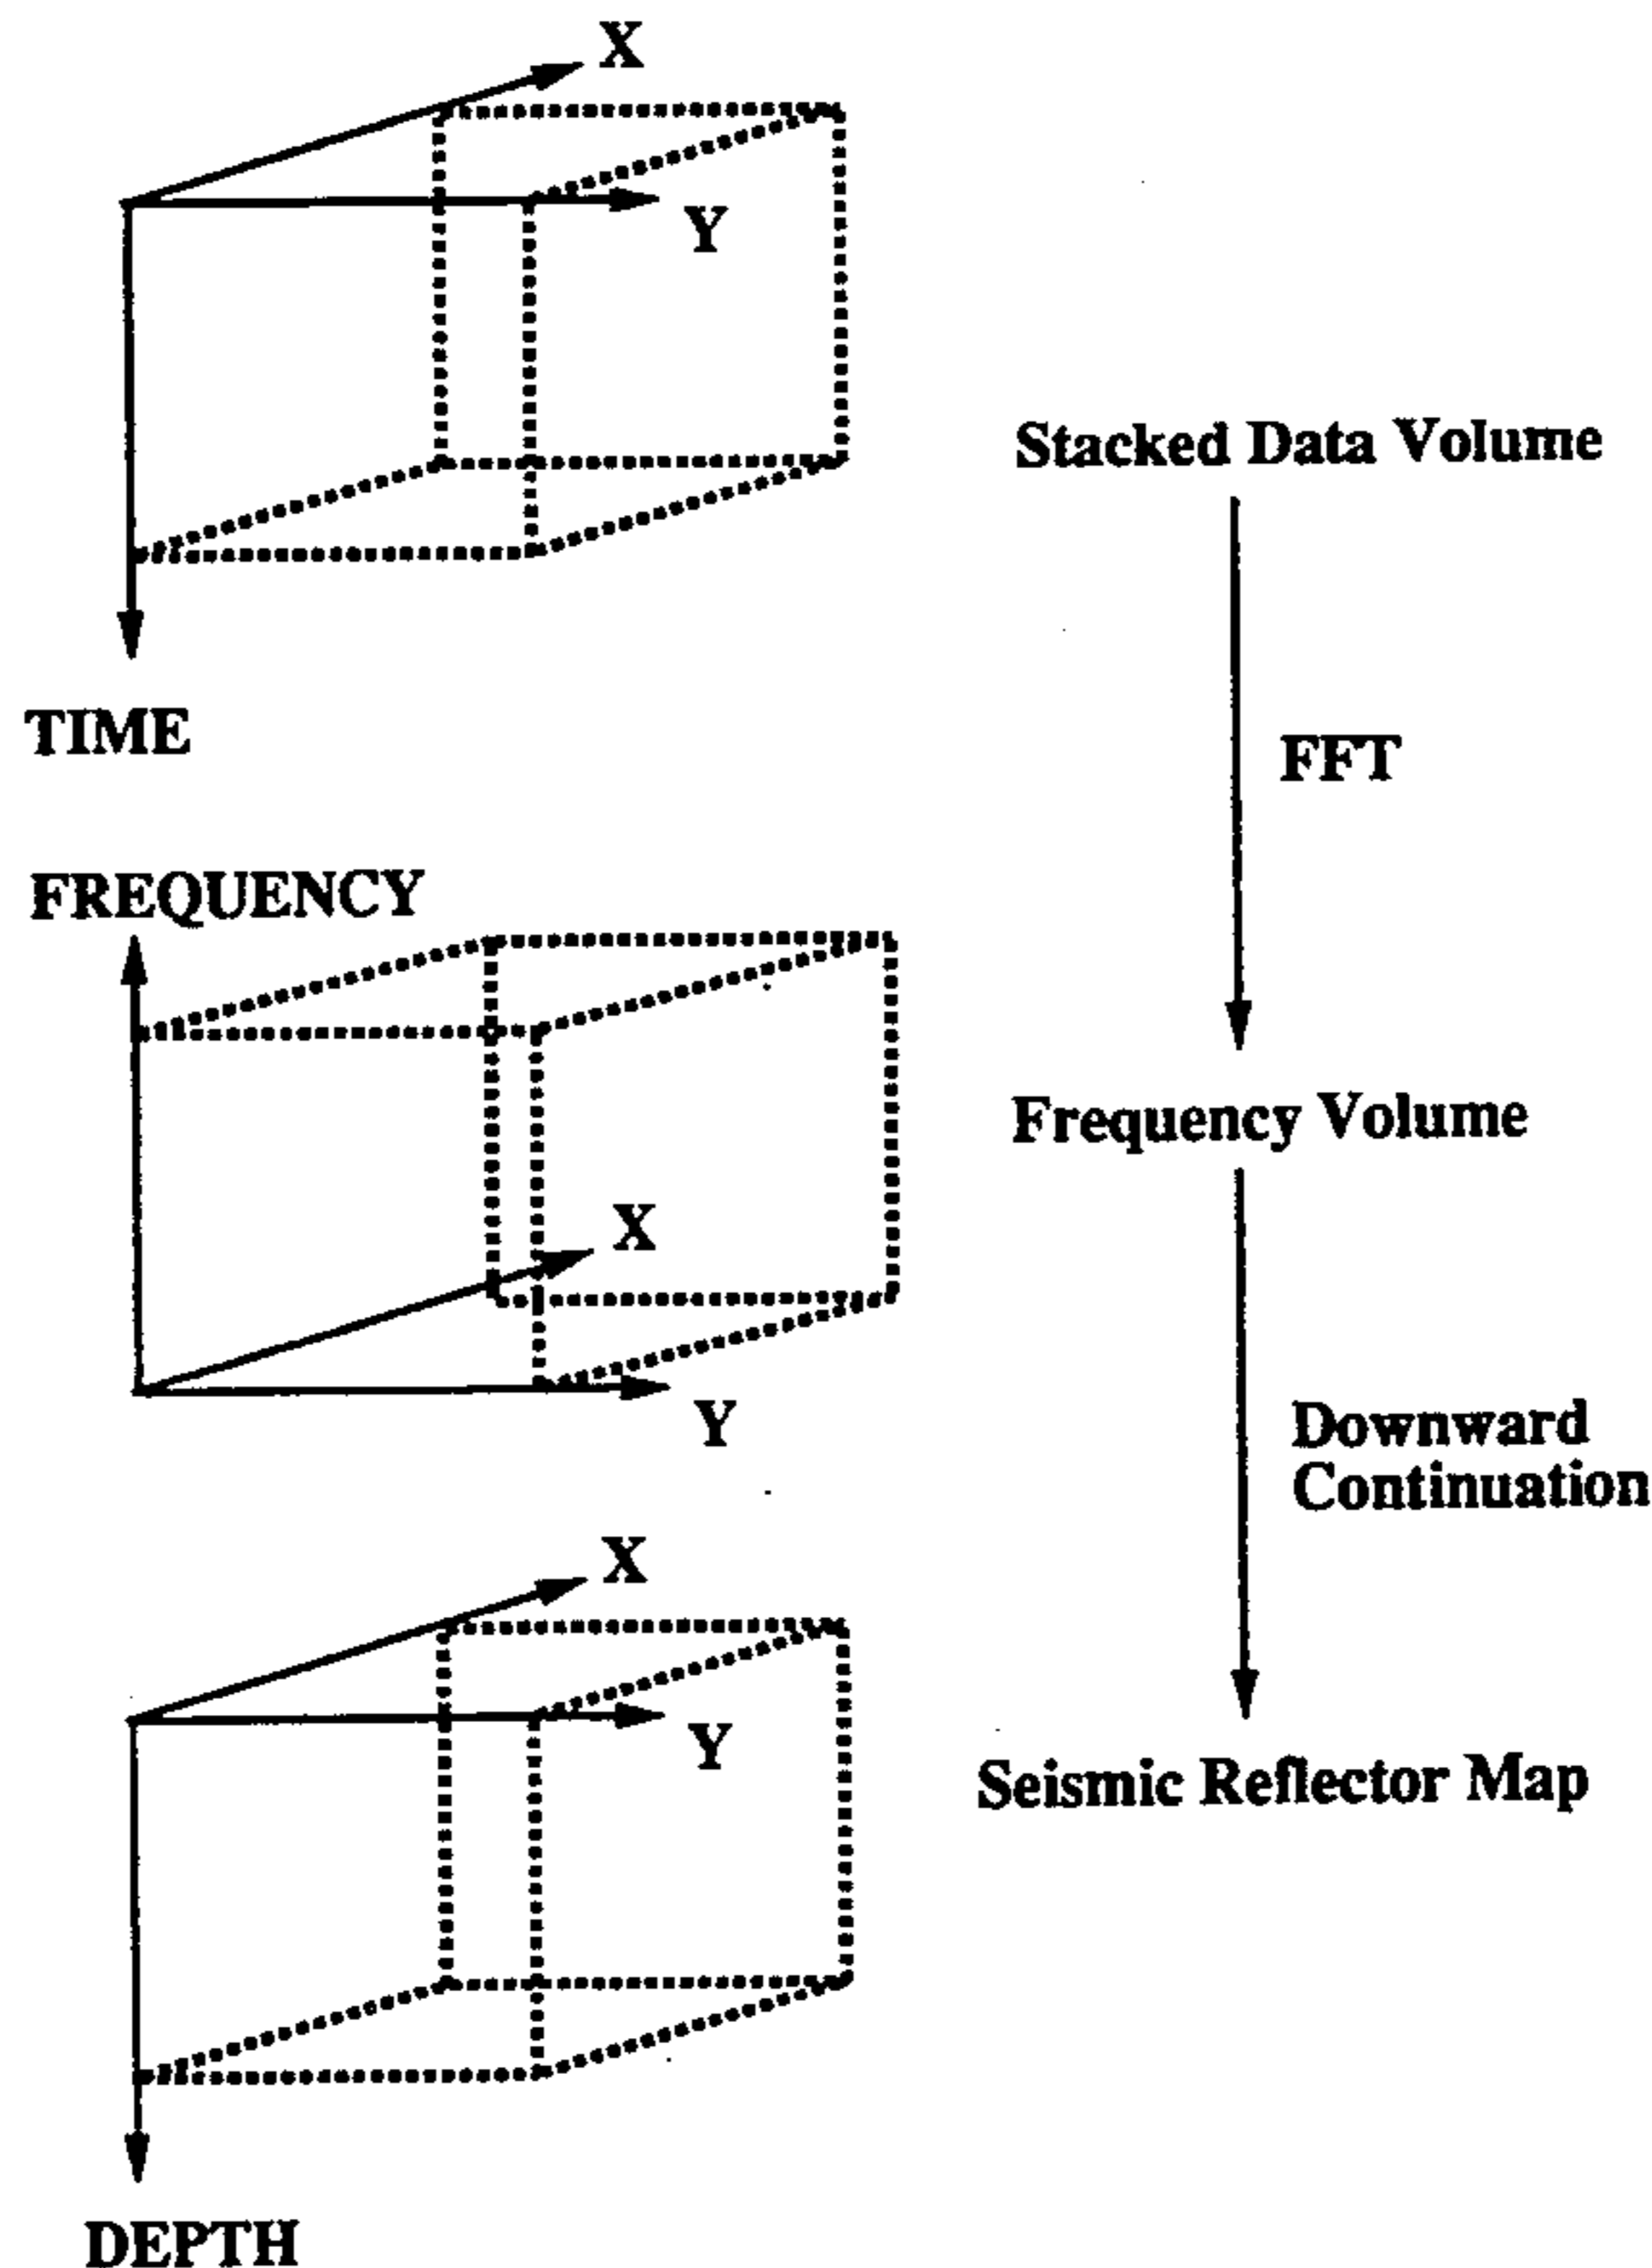 X
Y
Stacked Data Volume
TIME
FFT
FREQUENCY
Frequency Volume
X
Y
Downward
Continuation
X
Y
Seismic Reflector Map
DEPTH